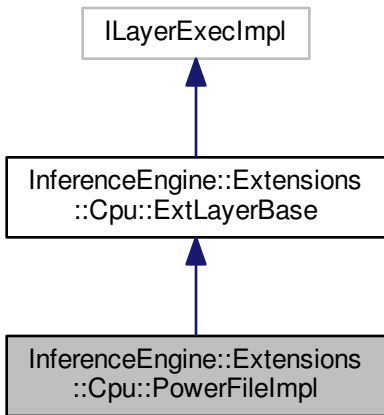 ILayerExecImpl
InferenceEngine::Extensions
::Cpu::ExtLayerBase
InferenceEngine::Extensions
::Cpu::PowerFileImpl